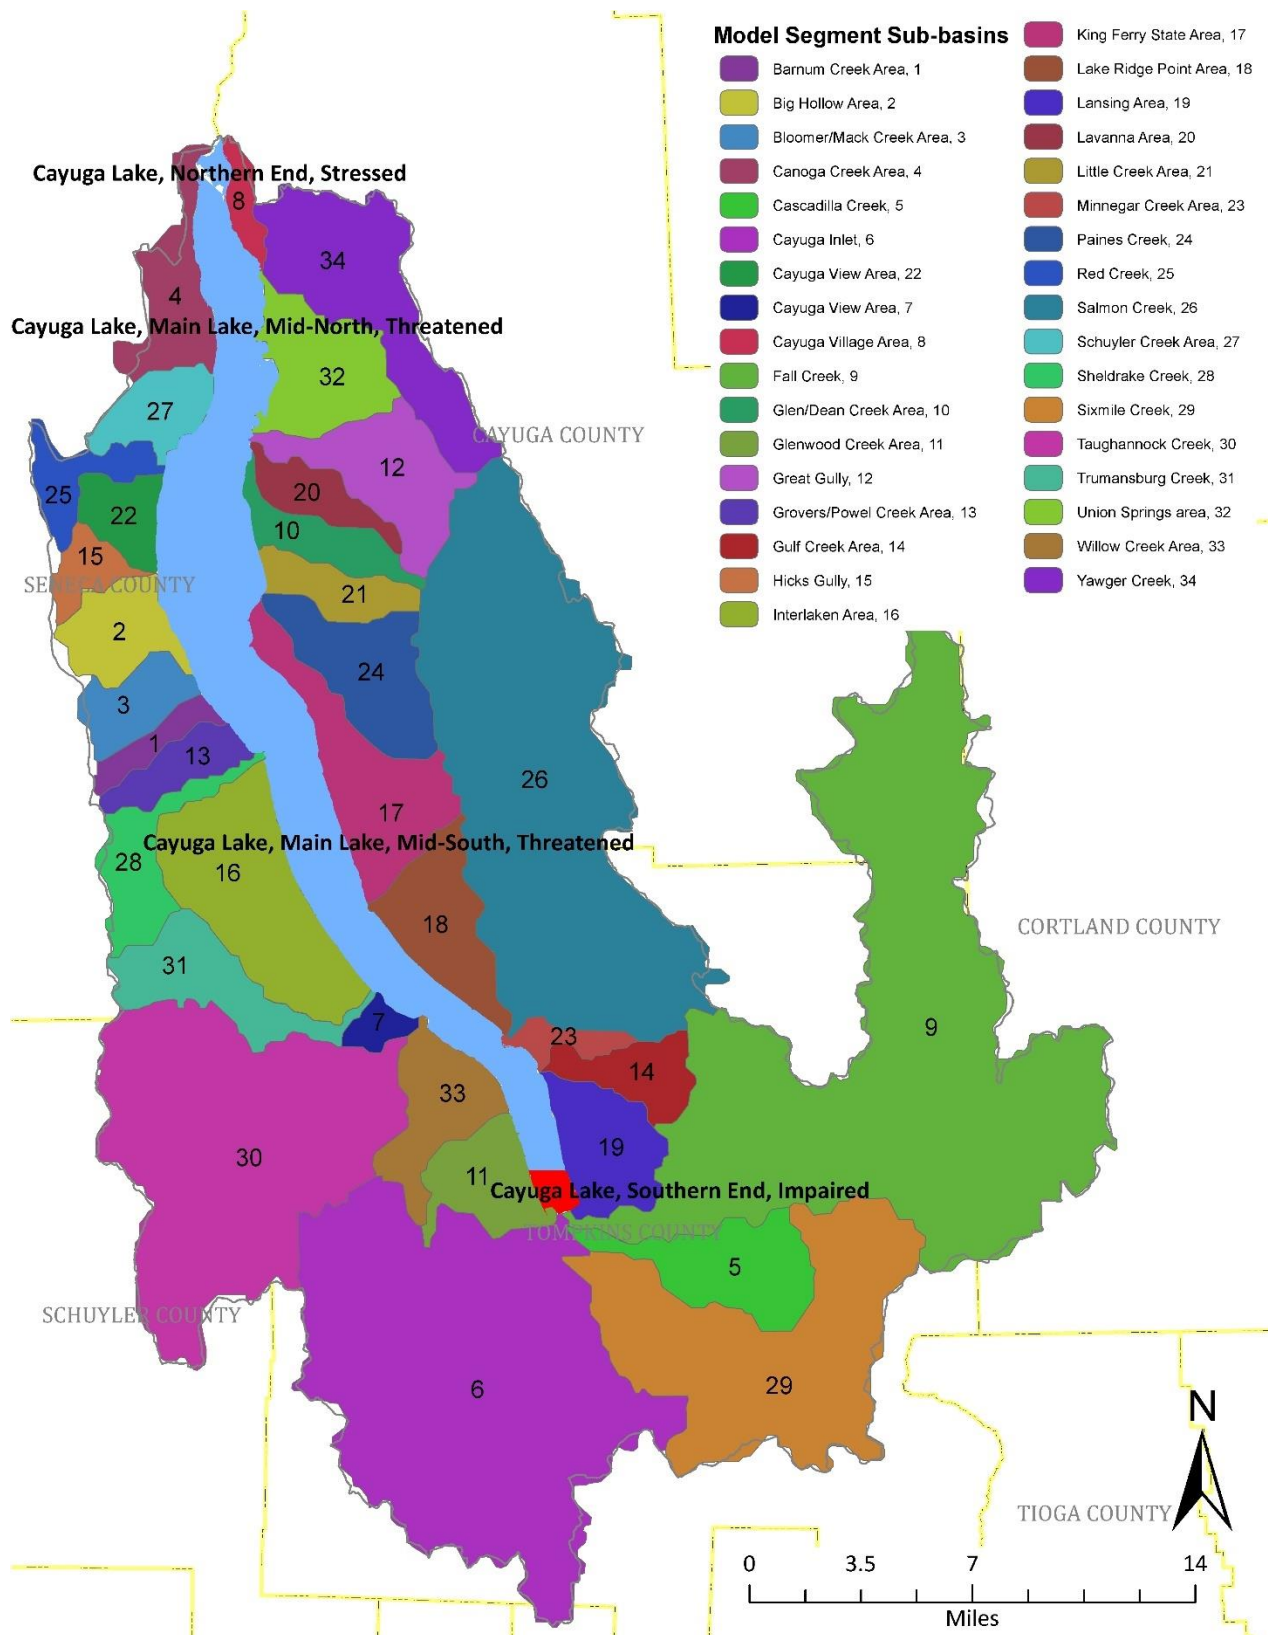 Model Segment Sub-basins
Barnum Creek Area, 1
Big Hollow Area, 2
Bloomer/Mack Creek Area, 3
Canoga Creek Area, 4
Cascadilla Creek, 5
Cayuga Inlet, 6
Cayuga View Area, 22
Cayuga View Area, 7
Cayuga Village Area, 8
Fall Creek, 9
Glen/Dean Creek Area, 10
Glenwood Creek Area, 11
Great Gully, 12
Grovers/Powel Creek Area, 13
Gulf Creek Area, 14
Hicks Gully, 15
Interlaken Area, 16
King Ferry State Area, 17
Lake Ridge Point Area, 18
Lansing Area, 19
Lavanna Area, 20
Little Creek Area, 21
Minnegar Creek Area, 23
Paines Creek, 24
Red Creek, 25
Salmon Creek, 26
Schuyler Creek Area, 27
Sheldrake Creek, 28
Sixmile Creek, 29
Taughannock Creek, 30
Trumansburg Creek, 31
Union Springs area, 32
Willow Creek Area, 33
Yawger Creek, 34
Cayuga Lake, Northern End, Stressed
8
34
4
Cayuga Lake, Main Lake, Mid-North, Threatened
32
27
CAYUGA COUNTY
12
20
25
22
10
15
SENECA COUNTY
21
2
24
3
1
13
26
17
Cayuga Lake, Main Lake, Mid-South, Threatened
28
16
18
CORTLAND COUNTY
31
7
23
9
14
33
19
30
11
Cayuga Lake, Southern End, Impaired
TOMPKINS COUNTY
5
SCHUYLER COUNTY
6
29
N
TIOGA COUNTY
0 3.5 7 14
Miles